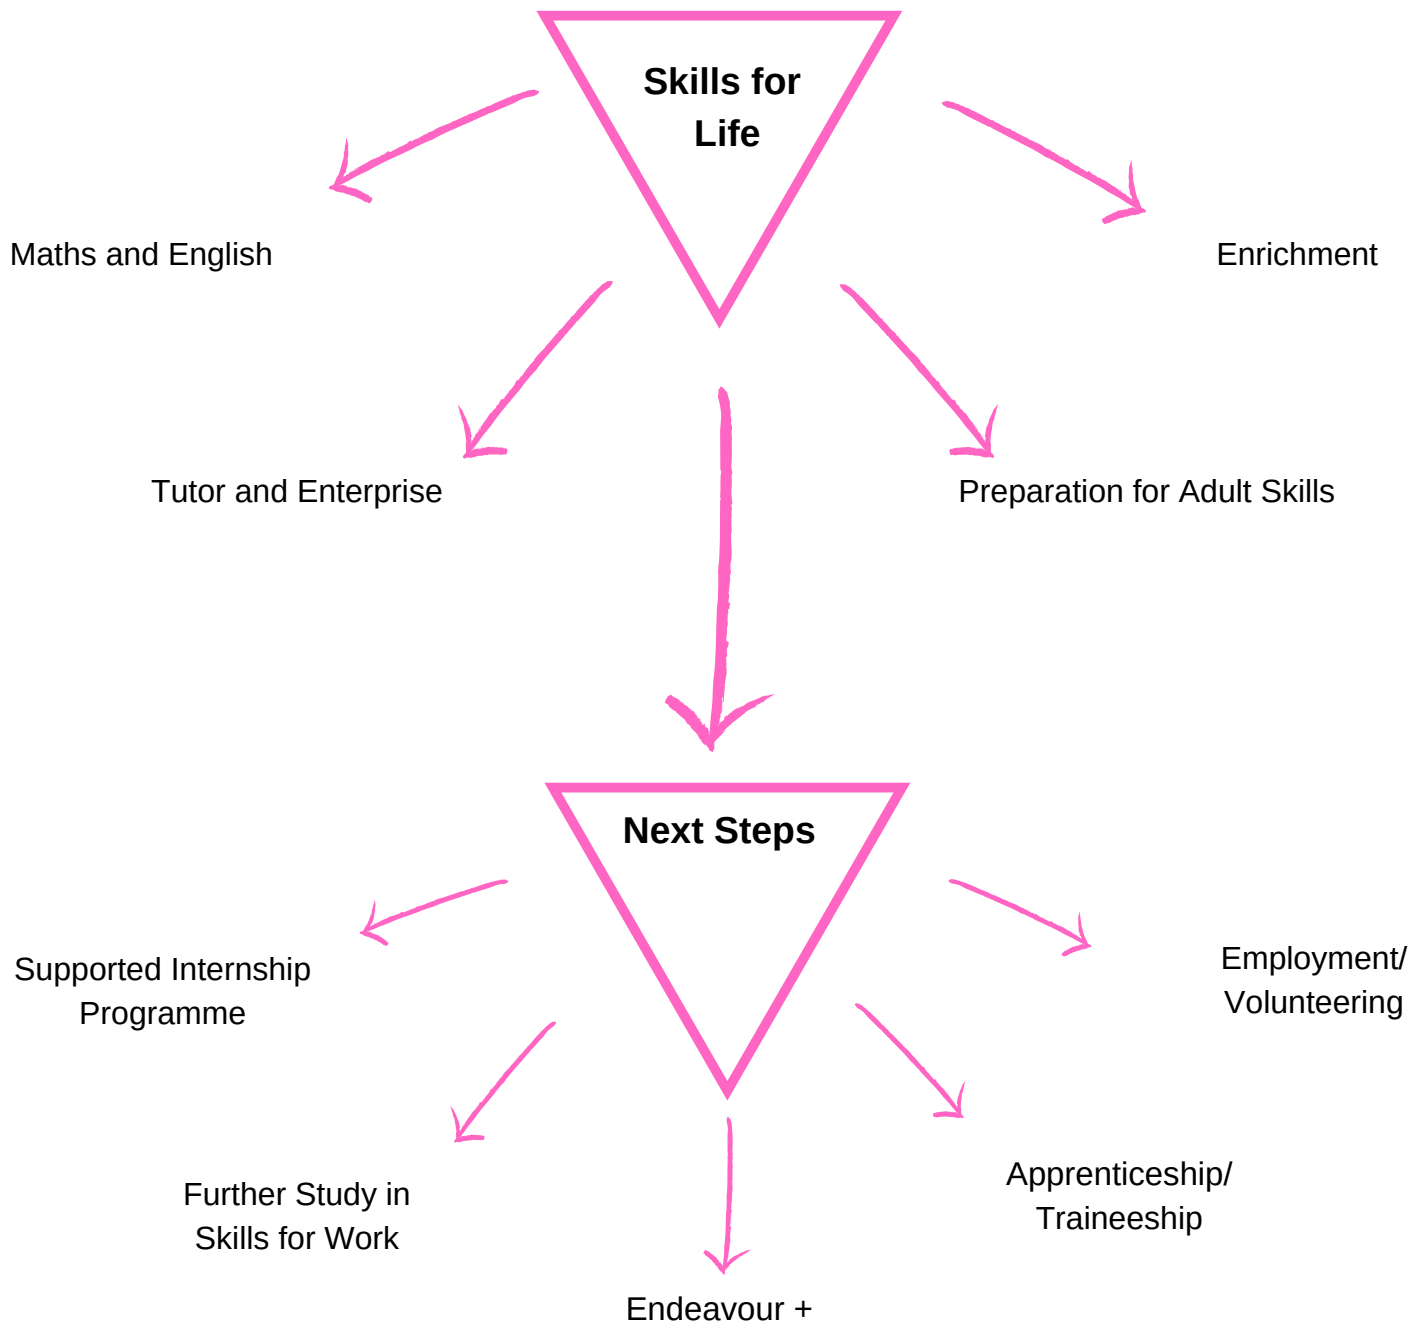 Skills for
Life
Maths and English
Enrichment
Tutor and Enterprise
Preparation for Adult Skills
Next Steps
Supported Internship
Programme
Employment/
Volunteering
Further Study in
Skills for Work
Apprenticeship/
Traineeship
Endeavour +